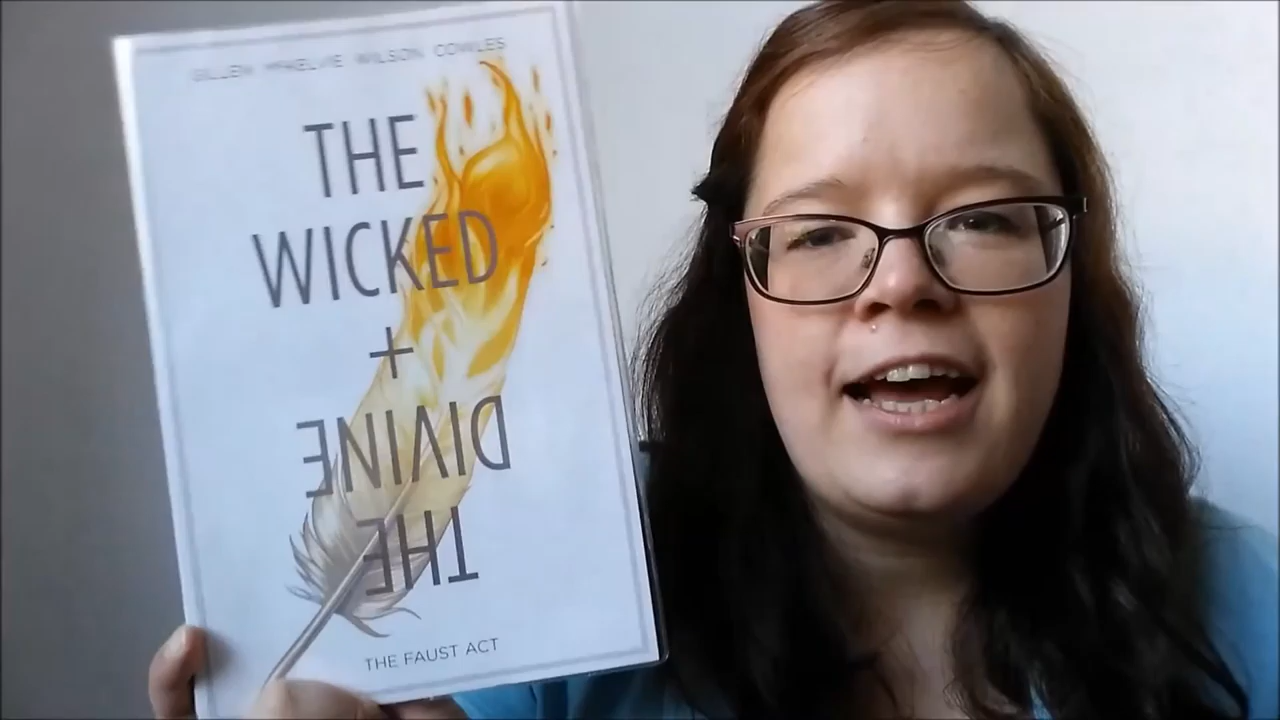 GILLEN McKELVIE WILSON COWLES
THE
WICKED
+
DIVINE
THE
THE FAUST ACT